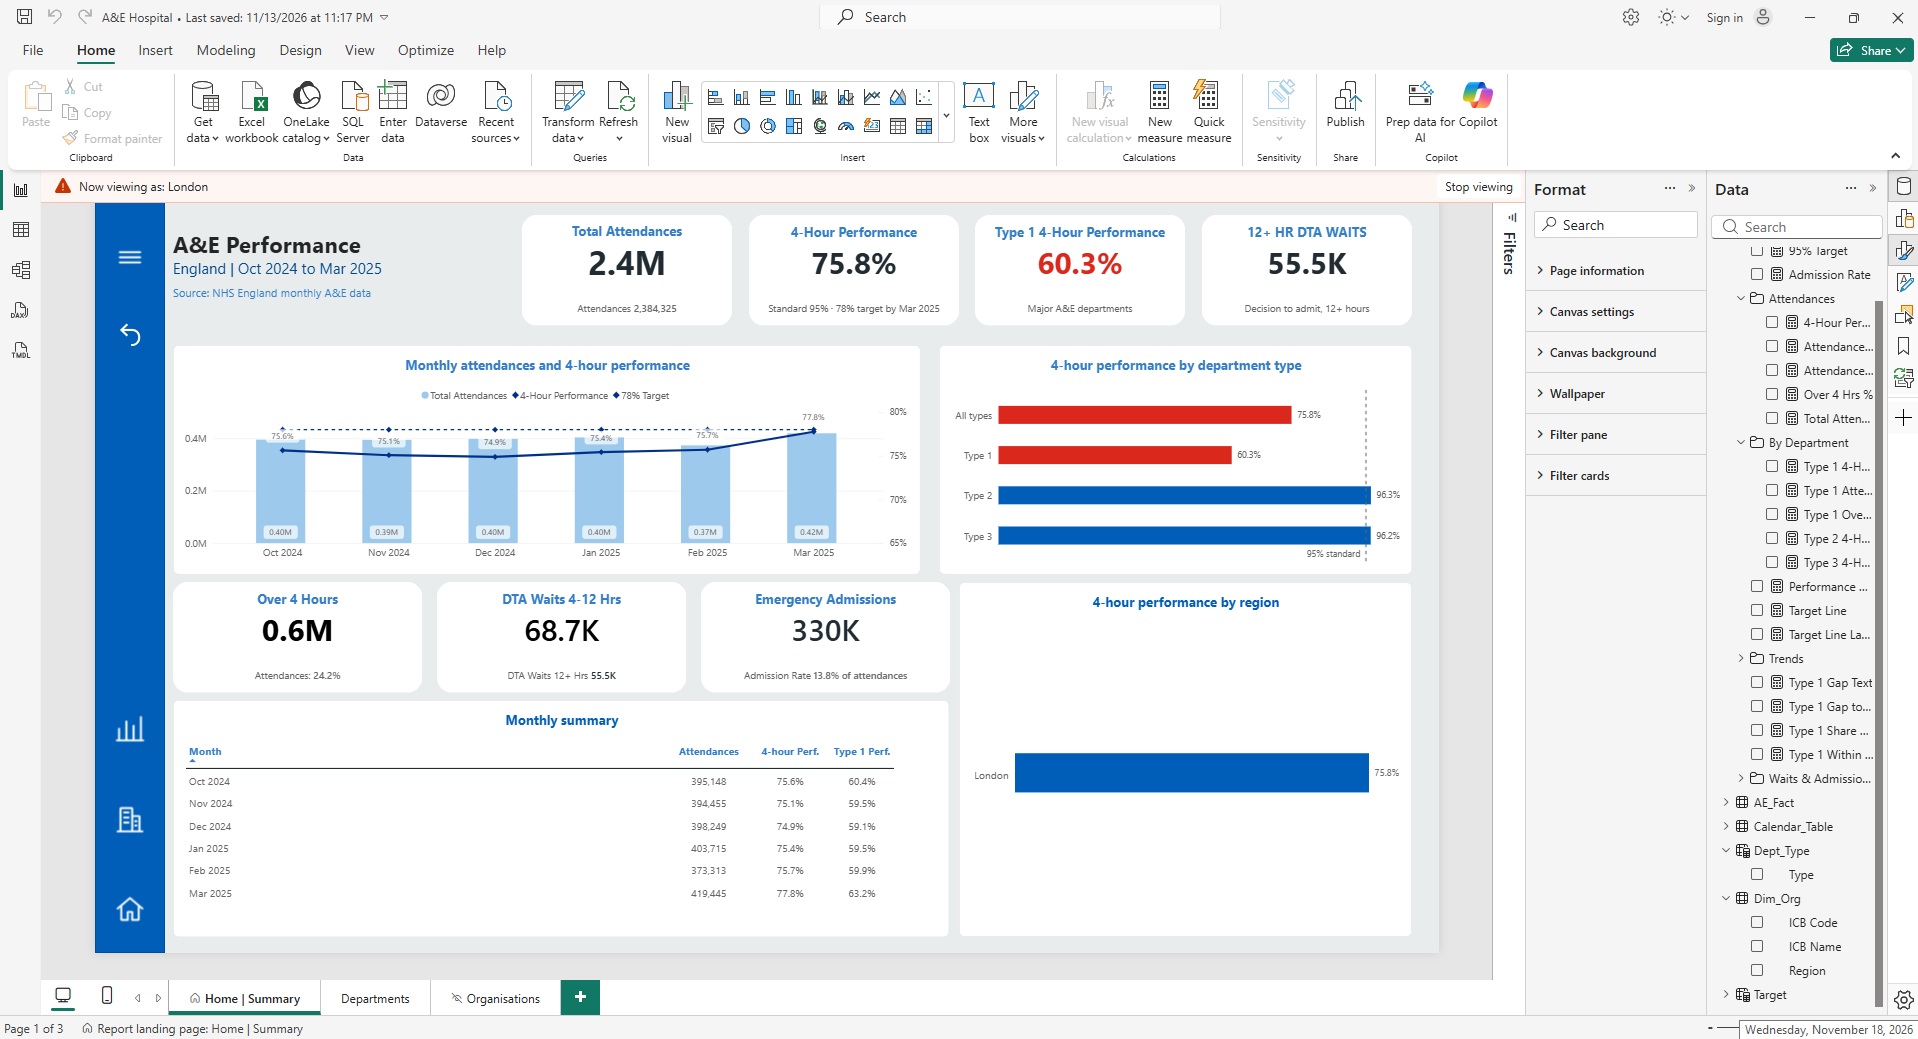 A&E Hospital • Last saved: 11/13/2026 at 11:17 PM
Search
Sign in
File
Home
Insert
Modeling
Design
View
Optimize
Help
Share
Paste
Cut
Copy
Format painter
Clipboard
Get data
Excel workbook
OneLake catalog
SQL Server
Enter data
Dataverse
Recent sources
Data
Transform data
Refresh
Queries
New visual
Text box
More visuals
Insert
New visual calculation
New measure
Quick measure
Calculations
Sensitivity
Sensitivity
Publish
Share
Prep data for AI
Copilot
Copilot
Now viewing as: London
Stop viewing
A&E Performance
England | Oct 2024 to Mar 2025
Source: NHS England monthly A&E data
Total Attendances
2.4M
Attendances 2,384,325
4-Hour Performance
75.8%
Standard 95% · 78% target by Mar 2025
Type 1 4-Hour Performance
60.3%
Major A&E departments
12+ HR DTA WAITS
55.5K
Decision to admit, 12+ hours
Monthly attendances and 4-hour performance
Total Attendances
4-Hour Performance
78% Target
0.4M
0.2M
0.0M
80%
75%
70%
65%
75.6%
75.1%
74.9%
75.4%
75.7%
77.8%
0.40M
0.39M
0.40M
0.40M
0.37M
0.42M
Oct 2024
Nov 2024
Dec 2024
Jan 2025
Feb 2025
Mar 2025
4-hour performance by department type
All types
75.8%
Type 1
60.3%
Type 2
96.3%
Type 3
96.2%
95% standard
Over 4 Hours
0.6M
Attendances: 24.2%
DTA Waits 4-12 Hrs
68.7K
DTA Waits 12+ Hrs 55.5K
Emergency Admissions
330K
Admission Rate 13.8% of attendances
4-hour performance by region
London
75.8%
Monthly summary
Month Attendances 4-hour Perf. Type 1 Perf.
Oct 2024 395,148 75.6% 60.4%
Nov 2024 394,455 75.1% 59.5%
Dec 2024 398,249 74.9% 59.1%
Jan 2025 403,715 75.4% 59.5%
Feb 2025 373,313 75.7% 59.9%
Mar 2025 419,445 77.8% 63.2%
Filters
Format
Search
Page information
Canvas settings
Canvas background
Wallpaper
Filter pane
Filter cards
Data
Search
95% Target
Admission Rate
Attendances
4-Hour Per...
Attendance...
Attendance...
Over 4 Hrs %
Total Atten...
By Department
Type 1 4-H...
Type 1 Atte...
Type 1 Ove...
Type 2 4-H...
Type 3 4-H...
Performance ...
Target Line
Target Line La...
Trends
Type 1 Gap Text
Type 1 Gap to...
Type 1 Share ...
Type 1 Within ...
Waits & Admissio...
AE_Fact
Calendar_Table
Dept_Type
Type
Dim_Org
ICB Code
ICB Name
Region
Target
DAX
TMDL
Home | Summary
Departments
Organisations
Page 1 of 3
Report landing page: Home | Summary
Wednesday, November 18, 2026